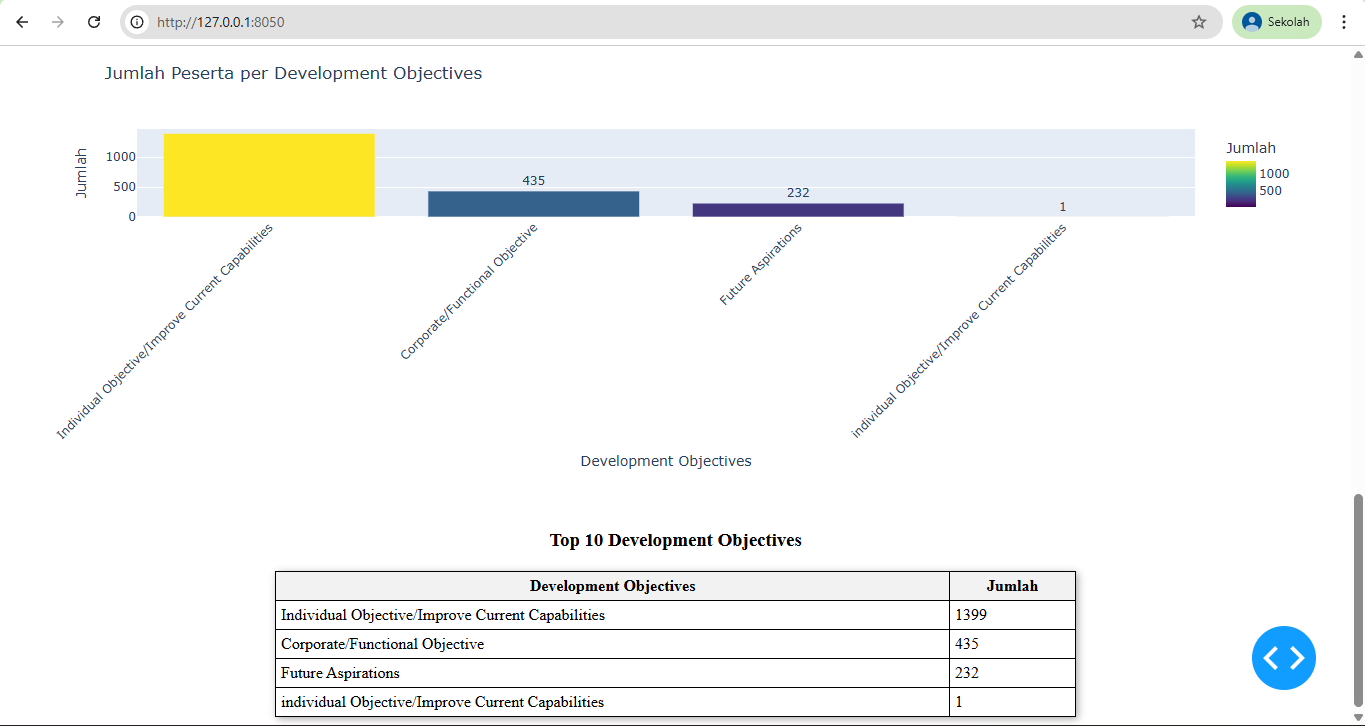 http://127.0.0.1:8050
Sekolah
Jumlah Peserta per Development Objectives
Jumlah
1000
500
0
435
232
1
Individual Objective/Improve Current Capabilities
Corporate/Functional Objective
Future Aspirations
individual Objective/Improve Current Capabilities
Development Objectives
Jumlah
1000
500
Top 10 Development Objectives
Development Objectives Jumlah
Individual Objective/Improve Current Capabilities 1399
Corporate/Functional Objective 435
Future Aspirations 232
individual Objective/Improve Current Capabilities 1